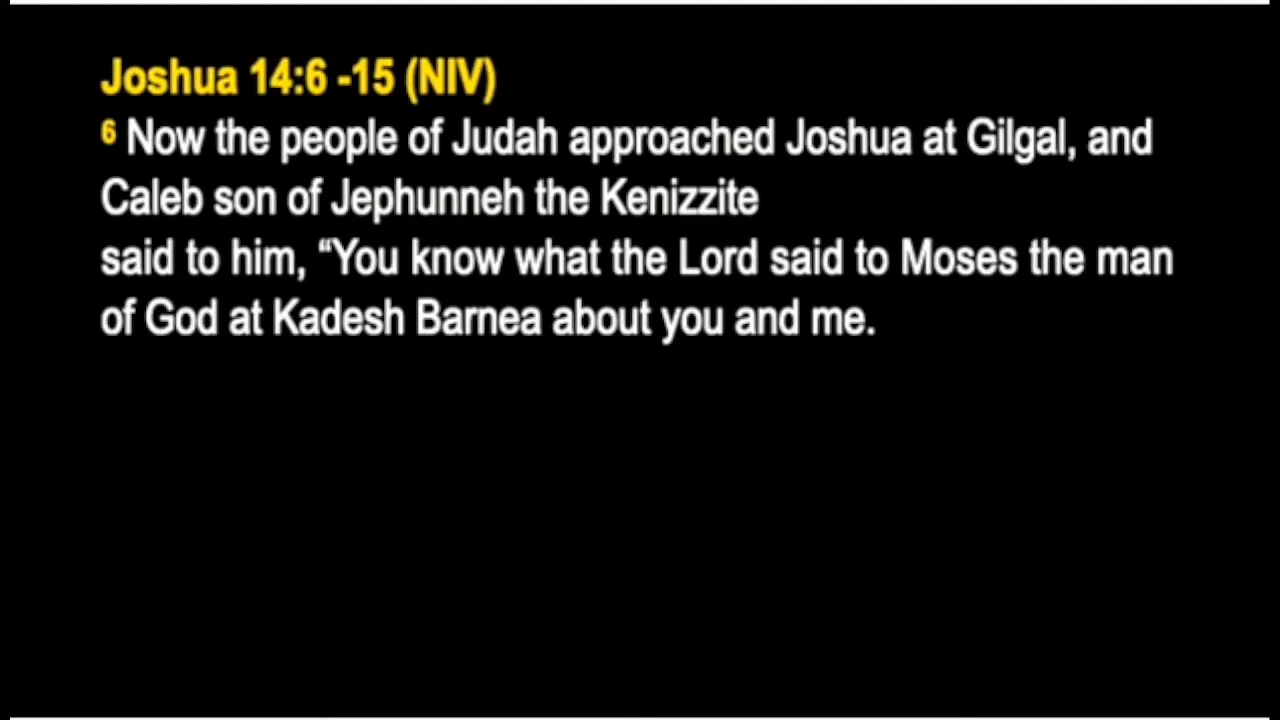 Joshua 14:6 -15 (NIV)
6 Now the people of Judah approached Joshua at Gilgal, and
Caleb son of Jephunneh the Kenizzite
said to him, “You know what the Lord said to Moses the man
of God at Kadesh Barnea about you and me.